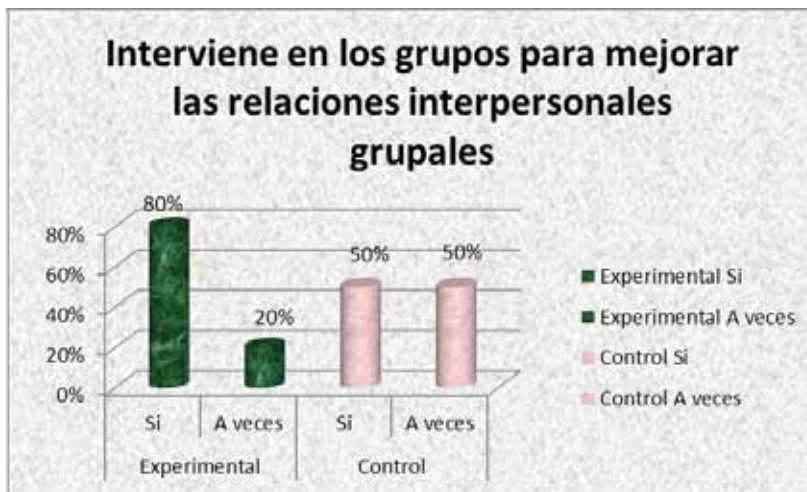 Interviene en los grupos para mejorar
las relaciones interpersonales
grupales
80%
80%
60%
40%
20%
0%
20%
50%
50%
Si
A veces
Si
A veces
Experimental
Control
Experimental Si
Experimental A veces
Control Si
Control A veces